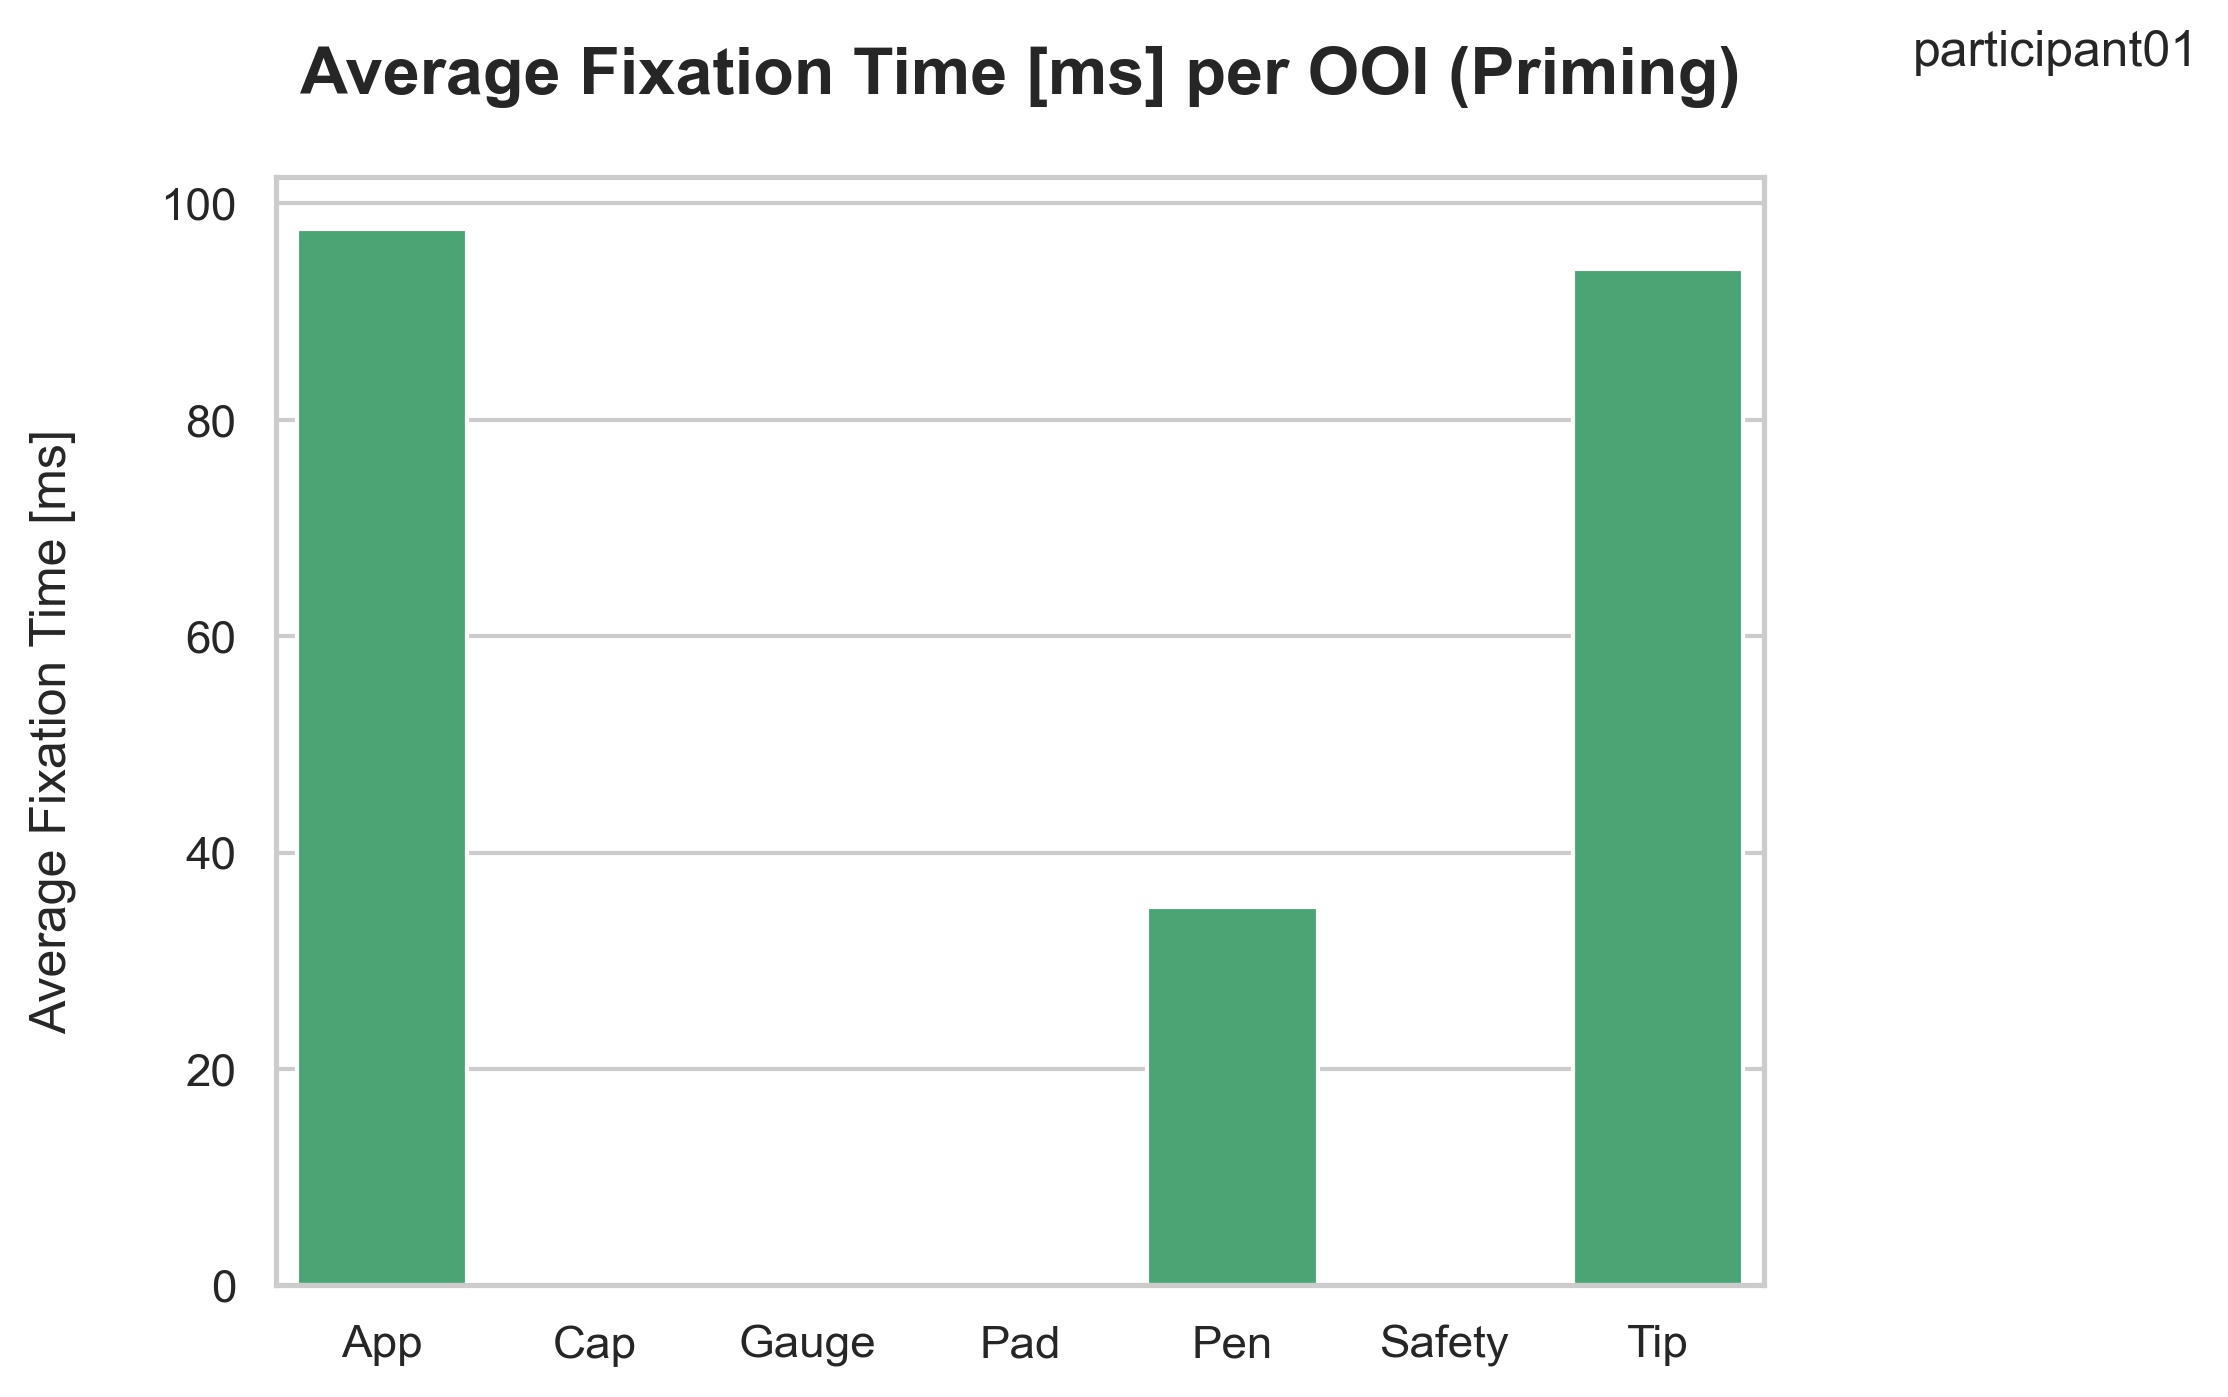 Average Fixation Time [ms] per OOI (Priming)
participant01
Average Fixation Time [ms]
100
80
60
40
20
0
App
Cap
Gauge
Pad
Pen
Safety
Tip